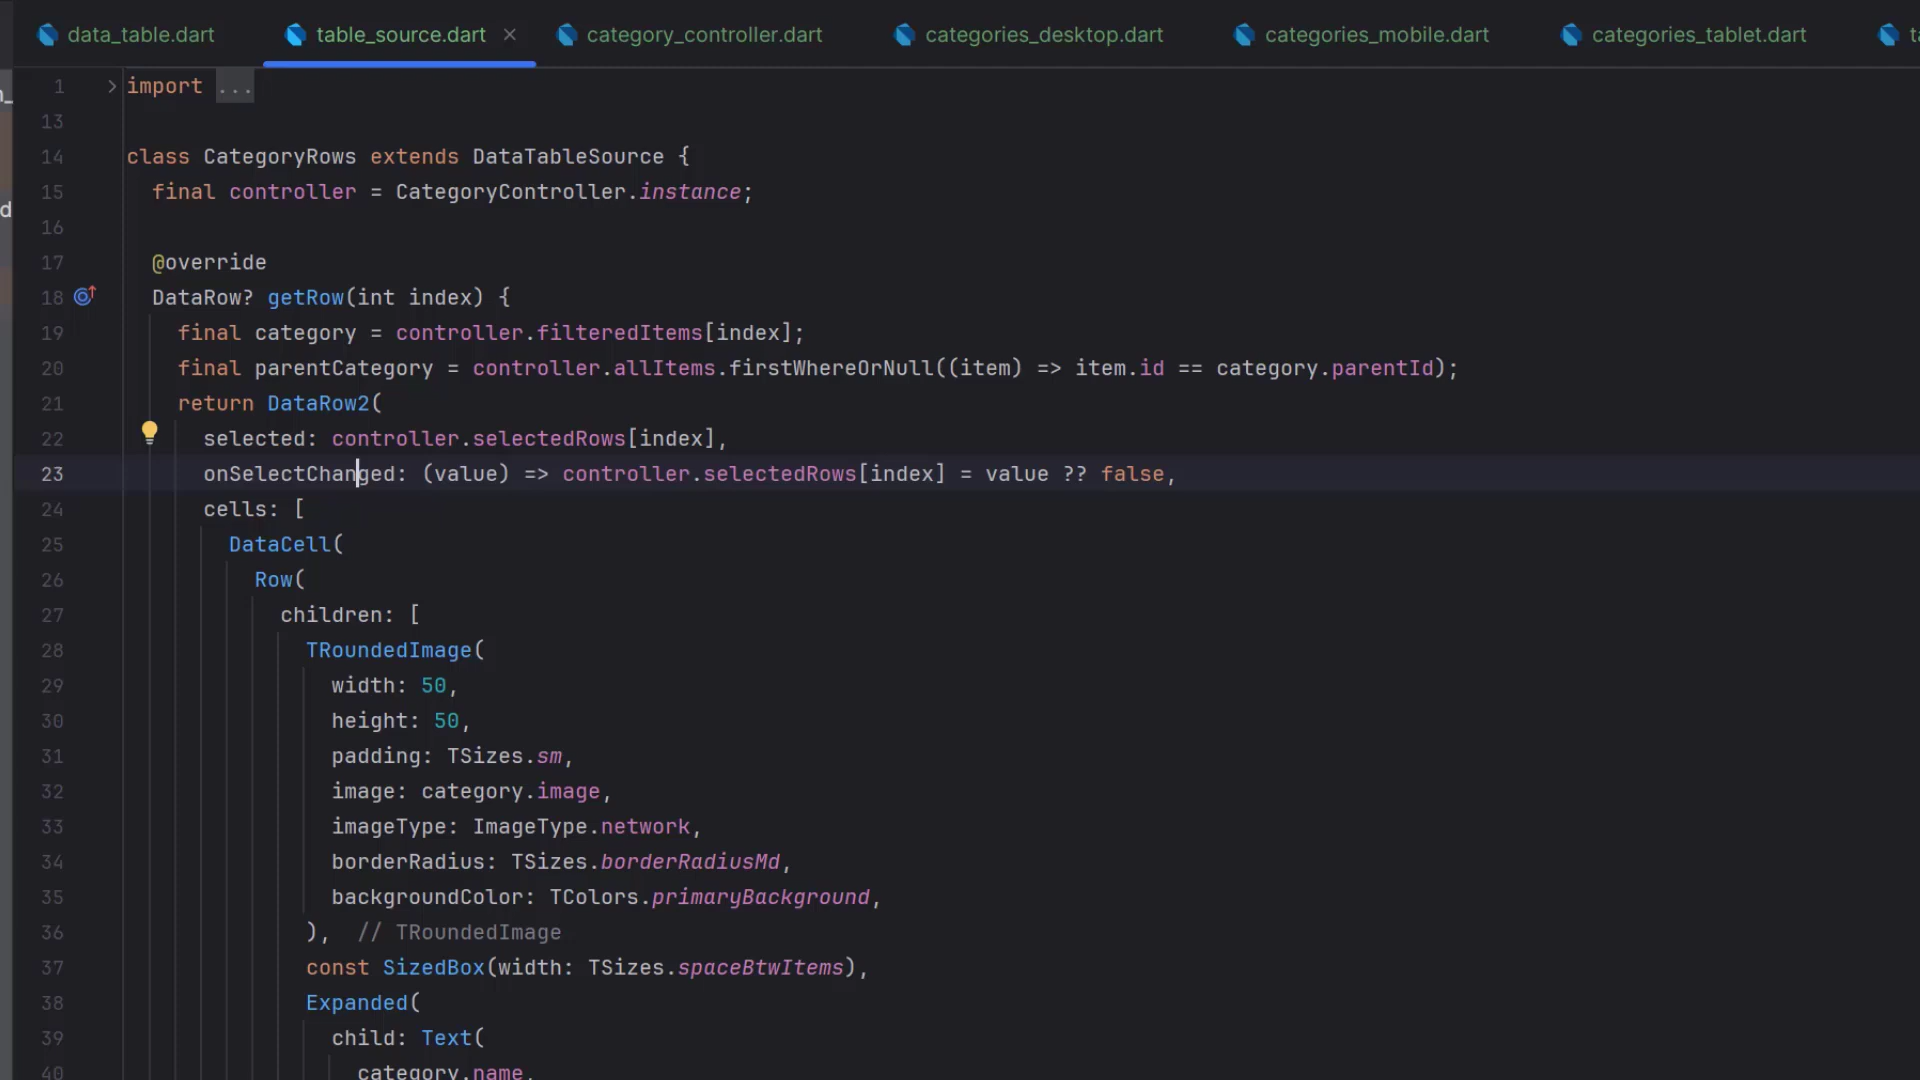 data_table.dart table_source.dart category_controller.dart categories_desktop.dart categories_mobile.dart categories_tablet.dart
1 import ...
13
14 class CategoryRows extends DataTableSource {
15 final controller = CategoryController.instance;
16
17 @override
18 DataRow? getRow(int index) {
19 final category = controller.filteredItems[index];
20 final parentCategory = controller.allItems.firstWhereOrNull((item) => item.id == category.parentId);
21 return DataRow2(
22 selected: controller.selectedRows[index],
23 onSelectChanged: (value) => controller.selectedRows[index] = value ?? false,
24 cells: [
25 DataCell(
26 Row(
27 children: [
28 TRoundedImage(
29 width: 50,
30 height: 50,
31 padding: TSizes.sm,
32 image: category.image,
33 imageType: ImageType.network,
34 borderRadius: TSizes.borderRadiusMd,
35 backgroundColor: TColors.primaryBackground,
36 ), // TRoundedImage
37 const SizedBox(width: TSizes.spaceBtwItems),
38 Expanded(
39 child: Text(
40 category.name,